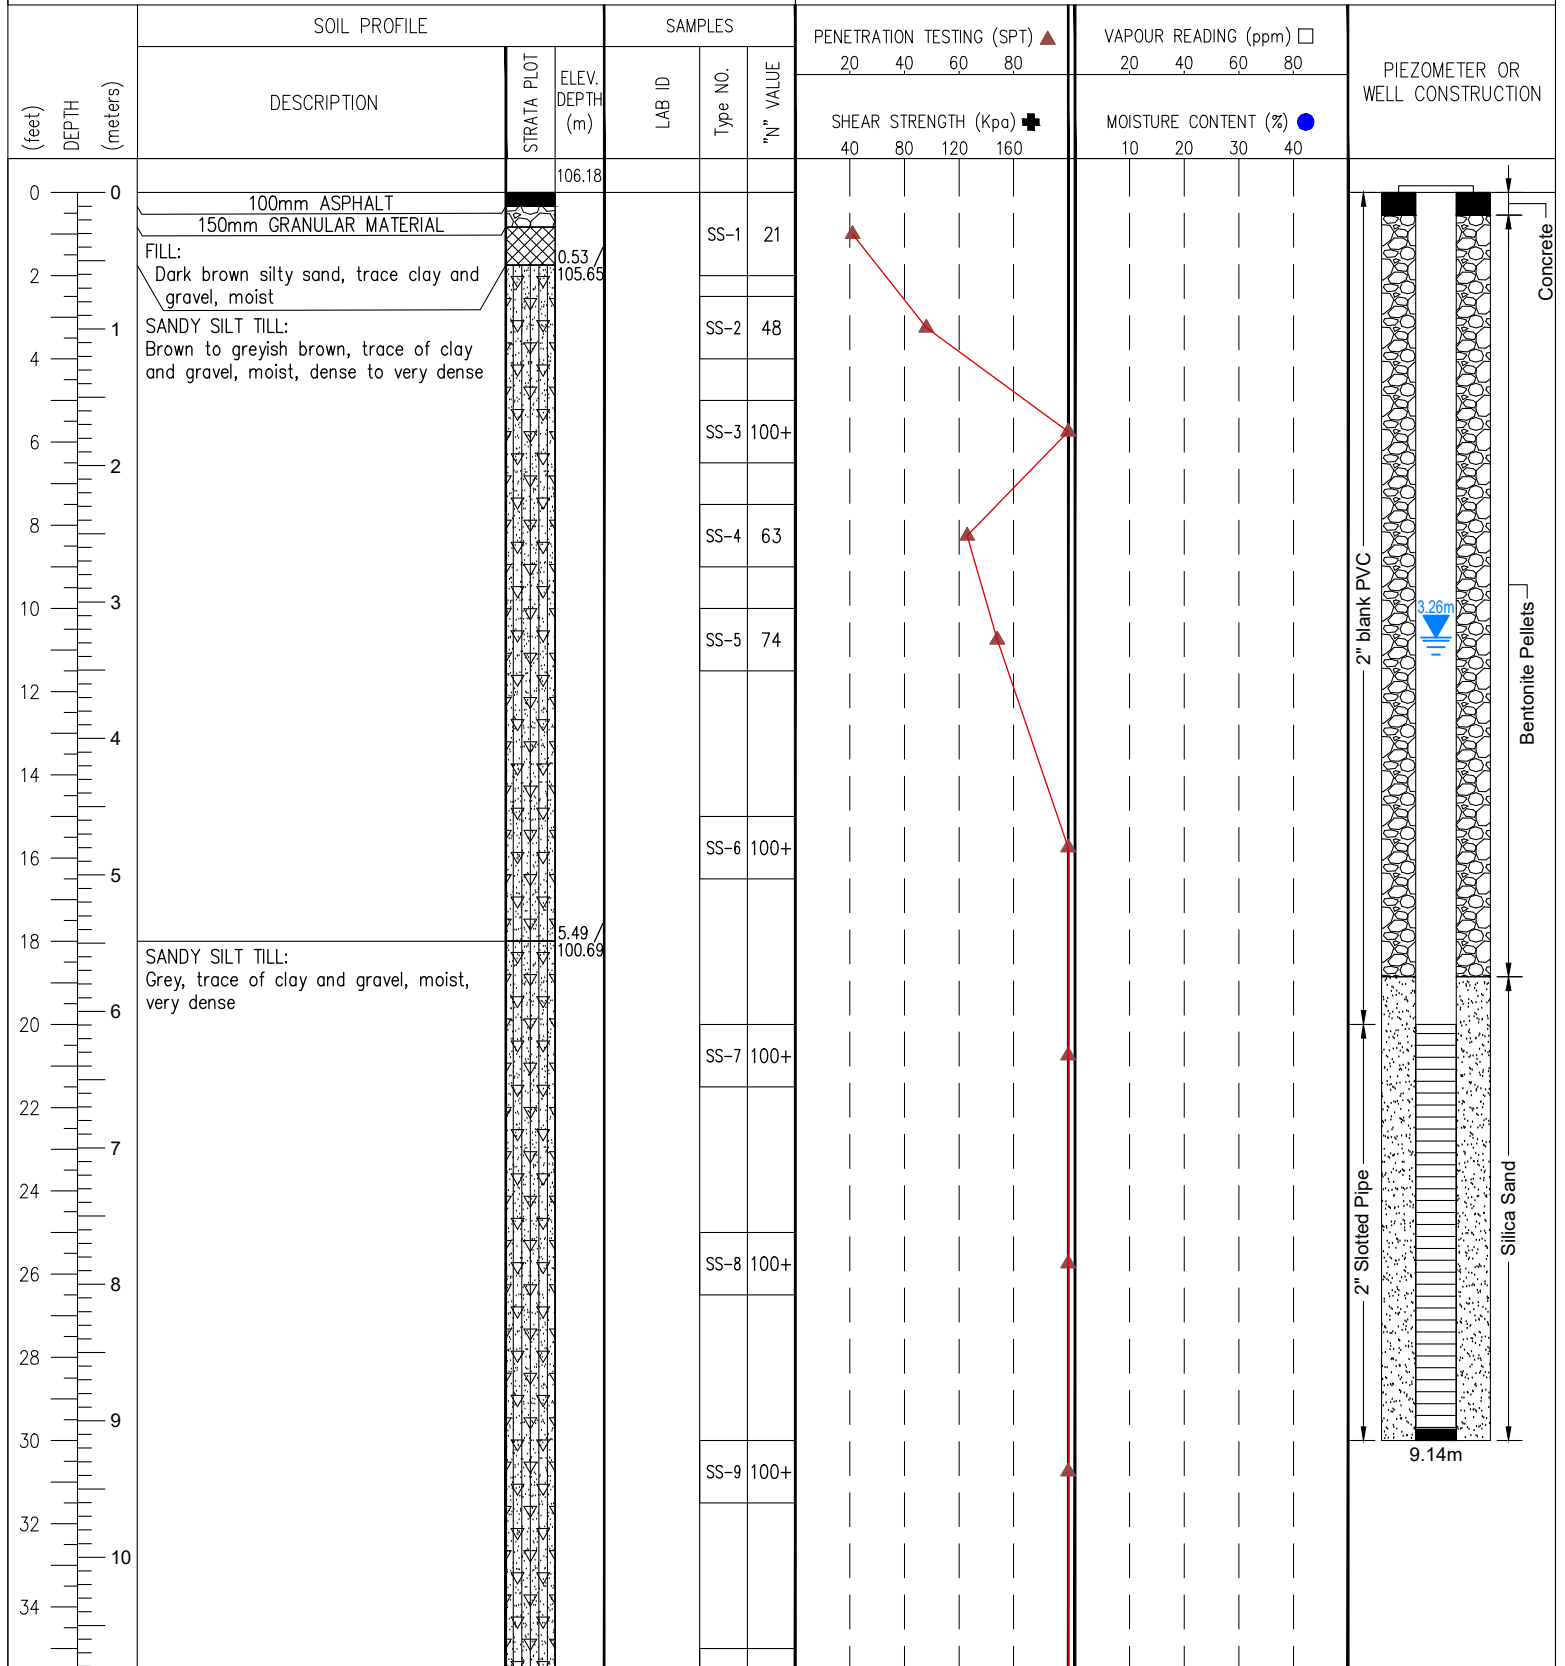 SOIL PROFILE
SAMPLES
PENETRATION TESTING (SPT)
20 40 60 80
SHEAR STRENGTH (Kpa)
40 80 120 160
VAPOUR READING (ppm)
20 40 60 80
MOISTURE CONTENT (%)
10 20 30 40
PIEZOMETER OR
WELL CONSTRUCTION
(feet)
DEPTH
(meters)
DESCRIPTION
STRATA PLOT
ELEV.
DEPTH
(m)
LAB ID
Type NO.
"N" VALUE
106.18
0 0
100mm ASPHALT
150mm GRANULAR MATERIAL
FILL:
Dark brown silty sand, trace clay and
gravel, moist
0.53
105.65
SS-1 21
2
SANDY SILT TILL:
Brown to greyish brown, trace of clay
and gravel, moist, dense to very dense
1
SS-2 48
4
SS-3 100+
6
2
SS-4 63
8
3
10
SS-5 74
12
4
14
SS-6 100+
16
5
18
5.49
100.69
SANDY SILT TILL:
Grey, trace of clay and gravel, moist,
very dense
6
20
SS-7 100+
22
7
24
SS-8 100+
26
8
28
9
30
SS-9 100+
32
10
34
Concrete
2" blank PVC
3.26m
Bentonite Pellets
2" Slotted Pipe
Silica Sand
9.14m